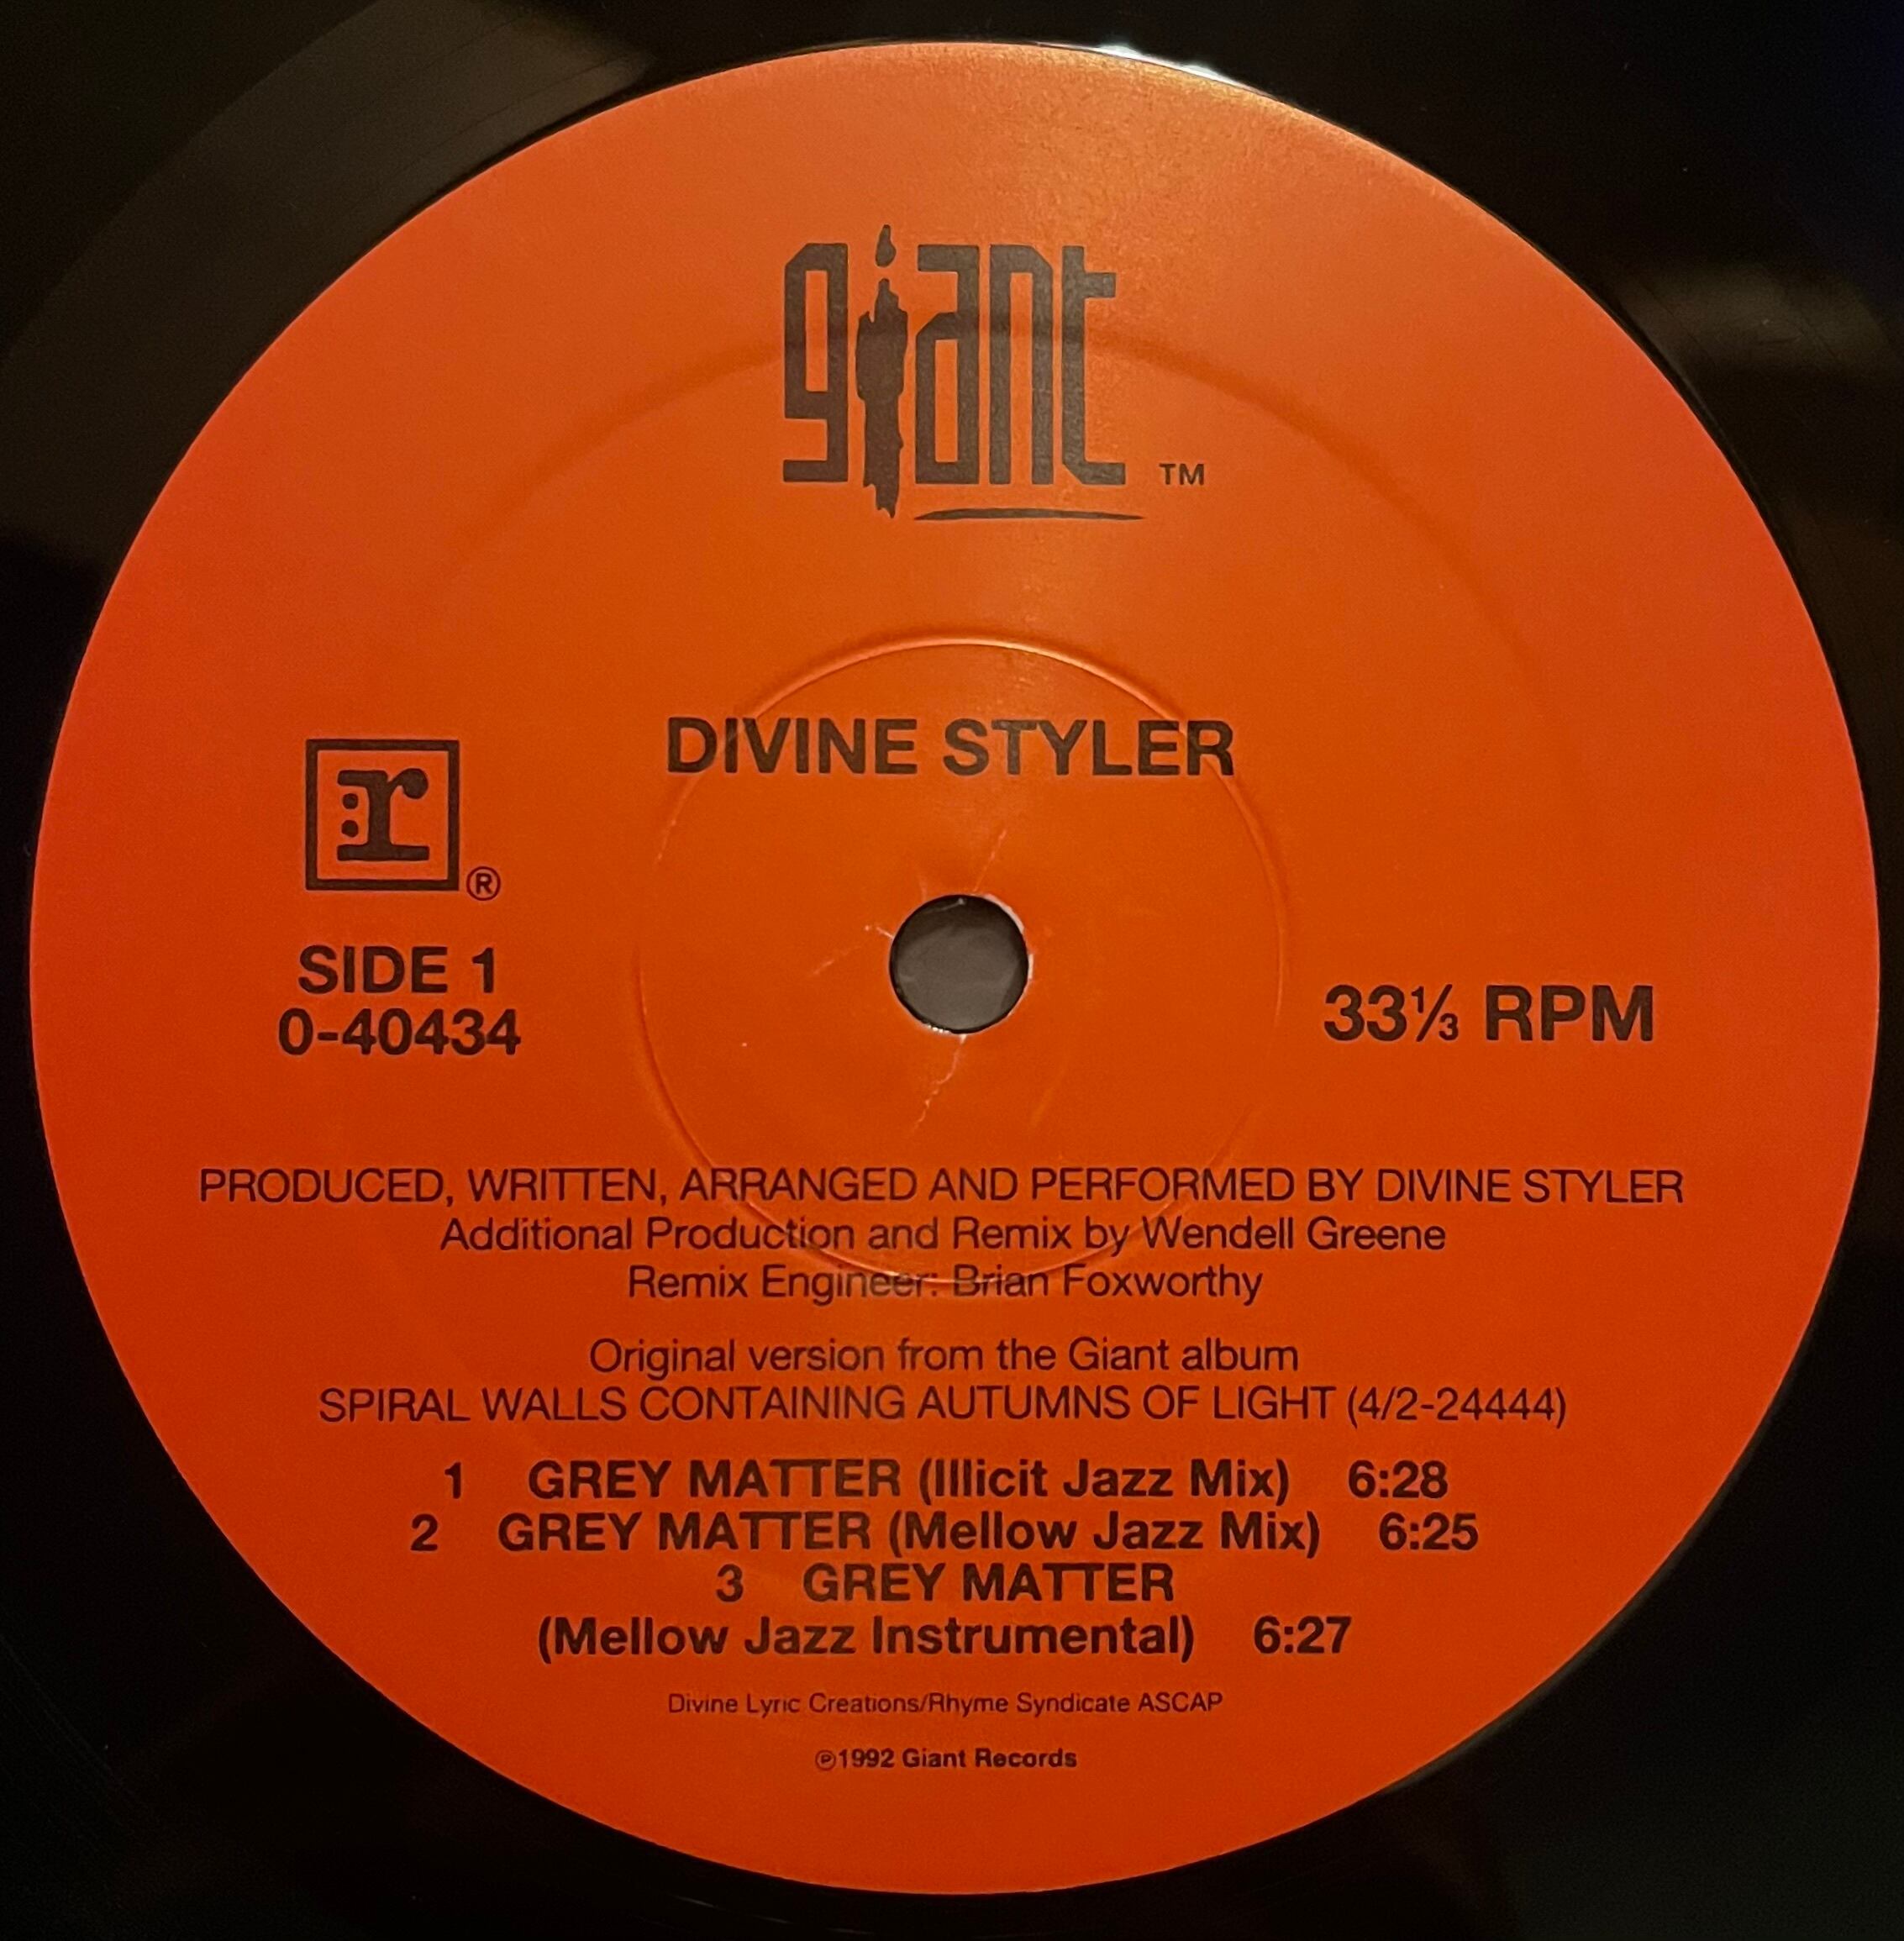 giant TM
DIVINE STYLER
:r ®
SIDE 1
0-40434
33⅓ RPM
PRODUCED, WRITTEN, ARRANGED AND PERFORMED BY DIVINE STYLER
Additional Production and Remix by Wendell Greene
Remix Engineer: Brian Foxworthy
Original version from the Giant album
SPIRAL WALLS CONTAINING AUTUMNS OF LIGHT (4/2-24444)
1 GREY MATTER (Illicit Jazz Mix) 6:28
2 GREY MATTER (Mellow Jazz Mix) 6:25
3 GREY MATTER
(Mellow Jazz Instrumental) 6:27
Divine Lyric Creations/Rhyme Syndicate ASCAP
℗1992 Giant Records